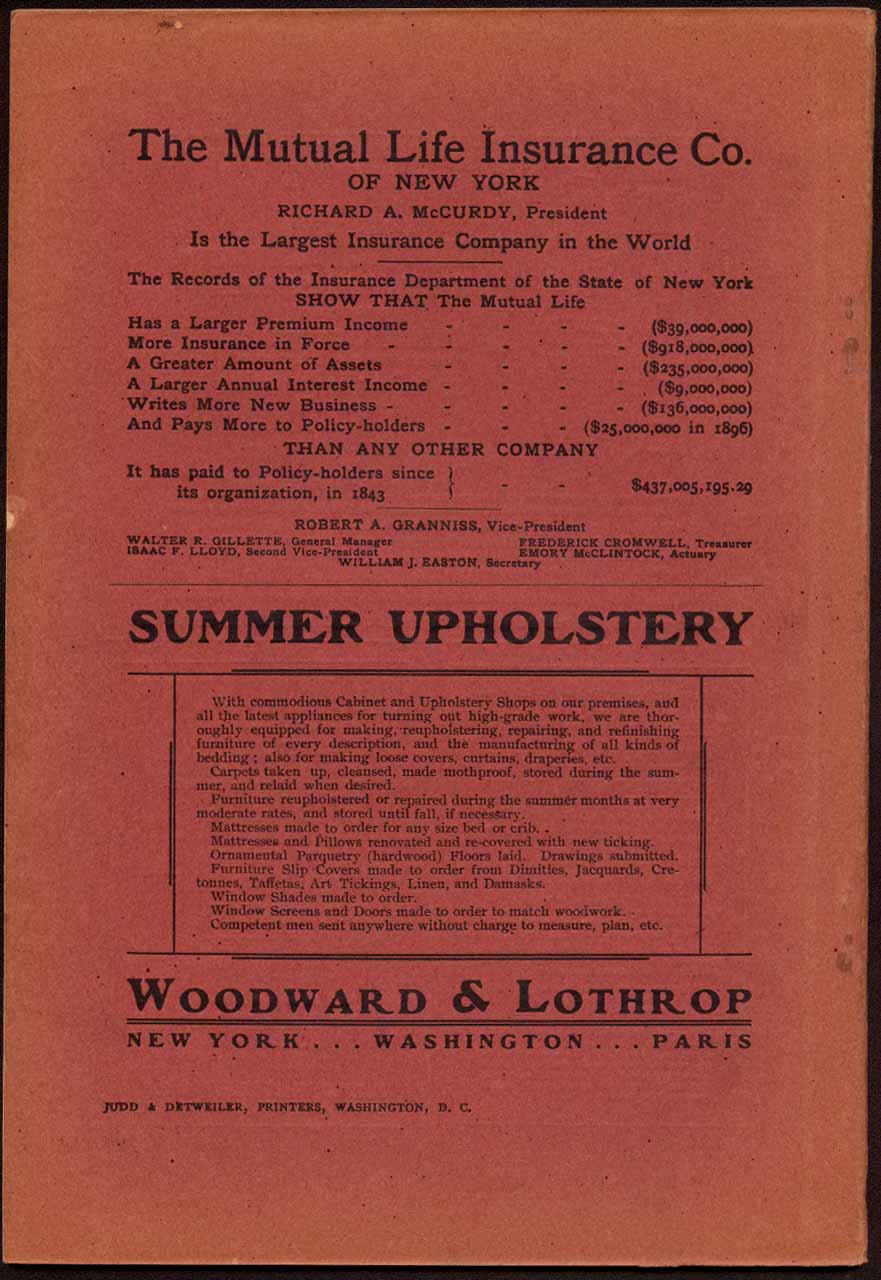 The Mutual Life Insurance Co.
OF NEW YORK
RICHARD A. McCURDY, President
Is the Largest Insurance Company in the World
The Records of the Insurance Department of the State of New York
SHOW THAT The Mutual Life
Has a Larger Premium Income - - - - ($39,000,000)
More Insurance in Force - - - - - ($918,000,000)
A Greater Amount of Assets - - - - ($235,000,000)
A Larger Annual Interest Income - - - - ($9,000,000)
Writes More New Business - - - - - ($136,000,000)
And Pays More to Policy-holders - - - ($25,000,000 in 1896)
THAN ANY OTHER COMPANY
It has paid to Policy-holders since }
its organization, in 1843 } - - $437,005,195.29
ROBERT A. GRANNISS, Vice-President
WALTER R. GILLETTE, General Manager FREDERICK CROMWELL, Treasurer
ISAAC F. LLOYD, Second Vice-President EMORY McCLINTOCK, Actuary
WILLIAM J. EASTON, Secretary
SUMMER UPHOLSTERY
With commodious Cabinet and Upholstery Shops on our premises, and
all the latest appliances for turning out high-grade work, we are thor-
oughly equipped for making, reupholstering, repairing, and refinishing
furniture of every description, and the manufacturing of all kinds of
bedding; also for making loose covers, curtains, draperies, etc.
Carpets taken up, cleansed, made mothproof, stored during the sum-
mer, and relaid when desired.
Furniture reupholstered or repaired during the summer months at very
moderate rates, and stored until fall, if necessary.
Mattresses made to order for any size bed or crib.
Mattresses and Pillows renovated and re-covered with new ticking.
Ornamental Parquetry (hardwood) Floors laid. Drawings submitted.
Furniture Slip Covers made to order from Dimities, Jacquards, Cre-
tonnes, Taffetas, Art Tickings, Linen, and Damasks.
Window Shades made to order.
Window Screens and Doors made to order to match woodwork.
Competent men sent anywhere without charge to measure, plan, etc.
WOODWARD & LOTHROP
NEW YORK...WASHINGTON...PARIS
JUDD & DETWEILER, PRINTERS, WASHINGTON, D. C.